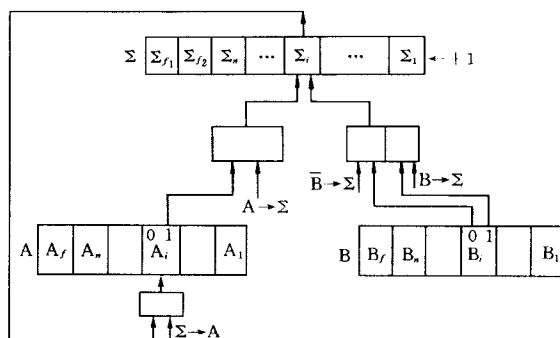 Σ Σf1 Σf2 Σn … Σi … Σ1 +1
B̄→Σ B→Σ
A→Σ
0 1 0 1
A Af An Ai A1 B Bf Bn Bi B1
Σ→A